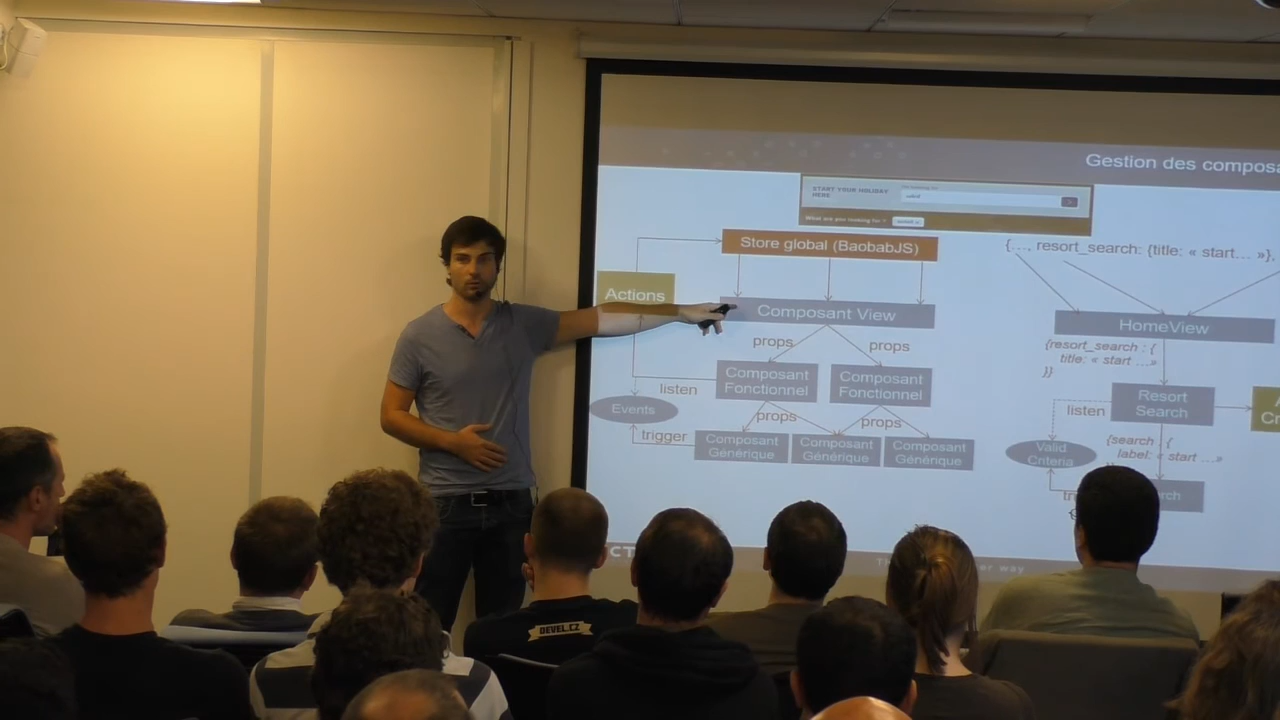 Gestion des composa
START YOUR HOLIDAY
HERE
What are you looking for ?
Store global (BaobabJS)
{…, resort_search: {title: « start… »},
Actions
Composant View
HomeView
props
props
{resort_search : {
title: « start …»
}}
Composant
Fonctionnel
Composant
Fonctionnel
listen
Resort
Search
Events
props
props
listen
trigger
Composant
Générique
Composant
Générique
Composant
Générique
Valid
Criteria
{search : {
label: « start …»
DEVEL.CZ